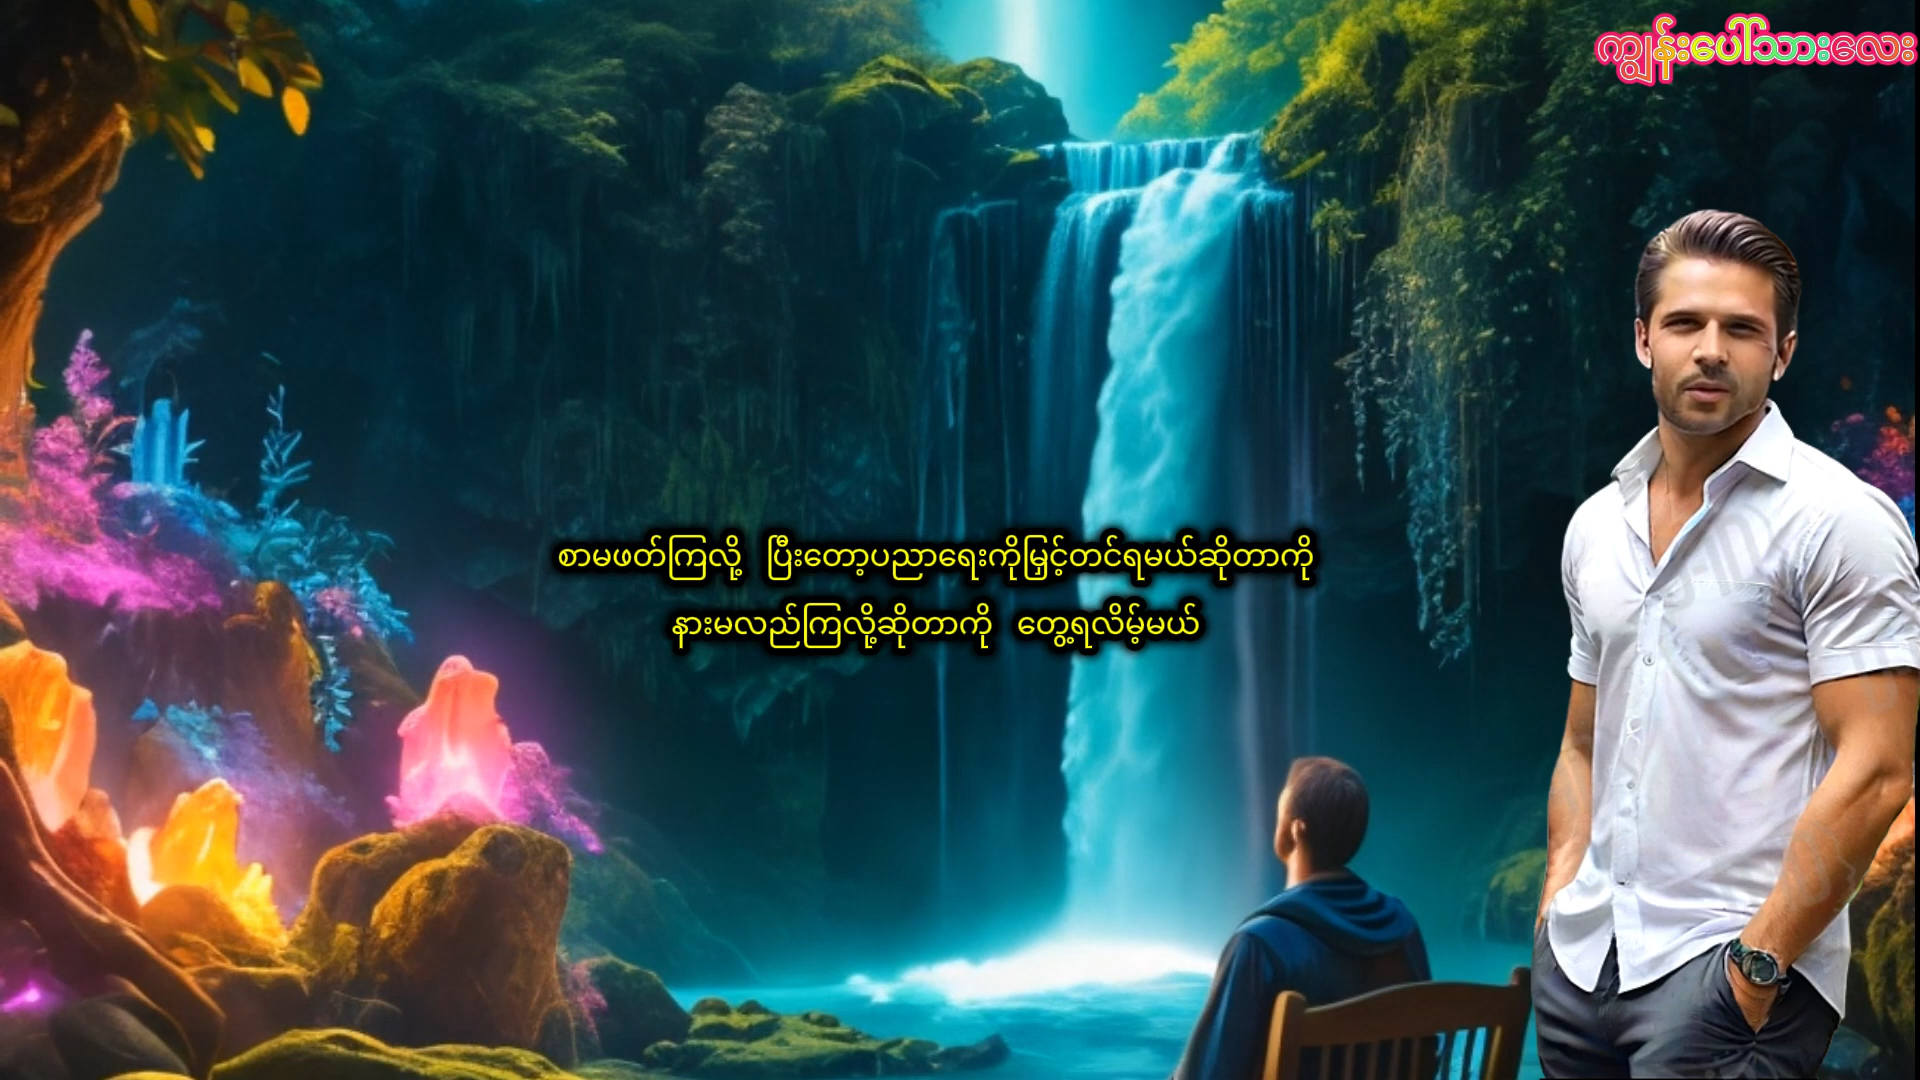 ကျွန်းပေါ်သားလေး
စာမဖတ်ကြလို့ ပြီးတော့ပညာရေးကိုမြှင့်တင်ရမယ်ဆိုတာကို
နားမလည်ကြလို့ဆိုတာကို တွေ့ရလိမ့်မယ်